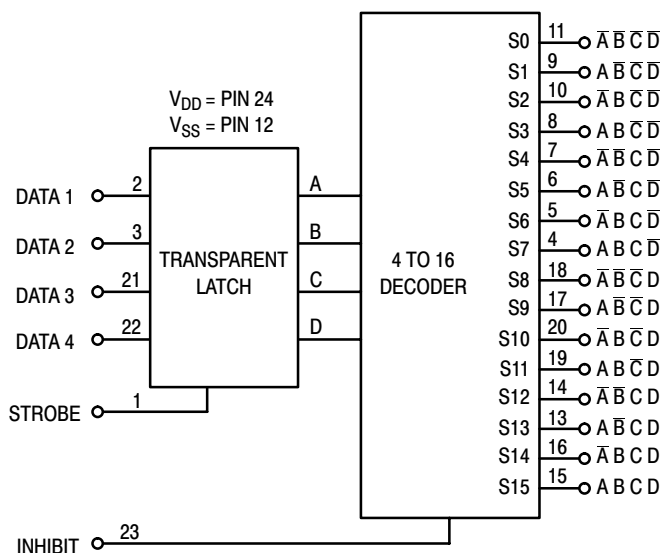 V_DD = PIN 24
V_SS = PIN 12
DATA 1 2
DATA 2 3
DATA 3 21
DATA 4 22
STROBE 1
INHIBIT 23
TRANSPARENT
LATCH
A
B
C
D
4 TO 16
DECODER
S0 11 A̅ B̅ C̅ D̅
S1 9 A B̅ C̅ D̅
S2 10 A̅ B C̅ D̅
S3 8 A B C̅ D̅
S4 7 A̅ B̅ C D̅
S5 6 A B̅ C D̅
S6 5 A̅ B C D̅
S7 4 A B C D̅
S8 18 A̅ B̅ C̅ D
S9 17 A B̅ C̅ D
S10 20 A̅ B C̅ D
S11 19 A B C̅ D
S12 14 A̅ B̅ C D
S13 13 A B̅ C D
S14 16 A̅ B C D
S15 15 A B C D